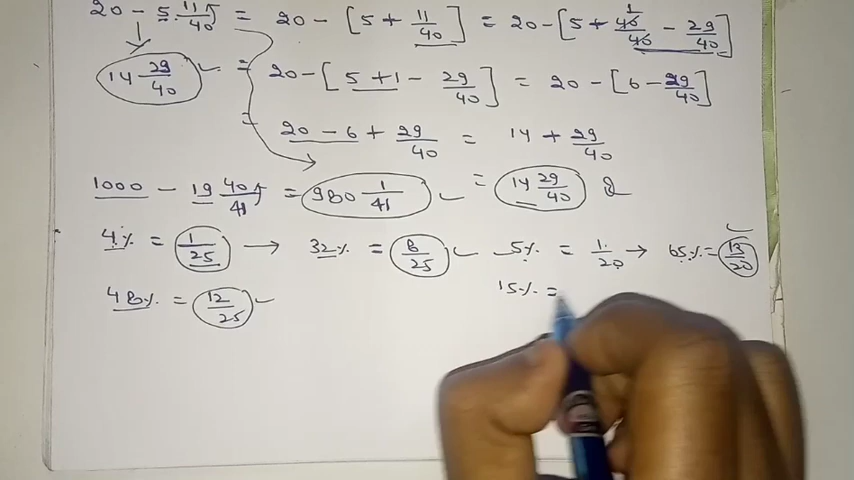 20 - 5 11/40 = 20 - [5 + 11/40] = 20 - [5 + 40/40 1 - 29/40]
14 29/40 = 20 - [5 + 1 - 29/40] = 20 - [6 - 29/40]
= 20 - 6 + 29/40 = 14 + 29/40
1000 - 19 40/41 = 980 1/41 = 14 29/40
4% = 1/25 → 32% = 8/25 5% = 1/20 → 65% = 13/20
48% = 12/25 15% =